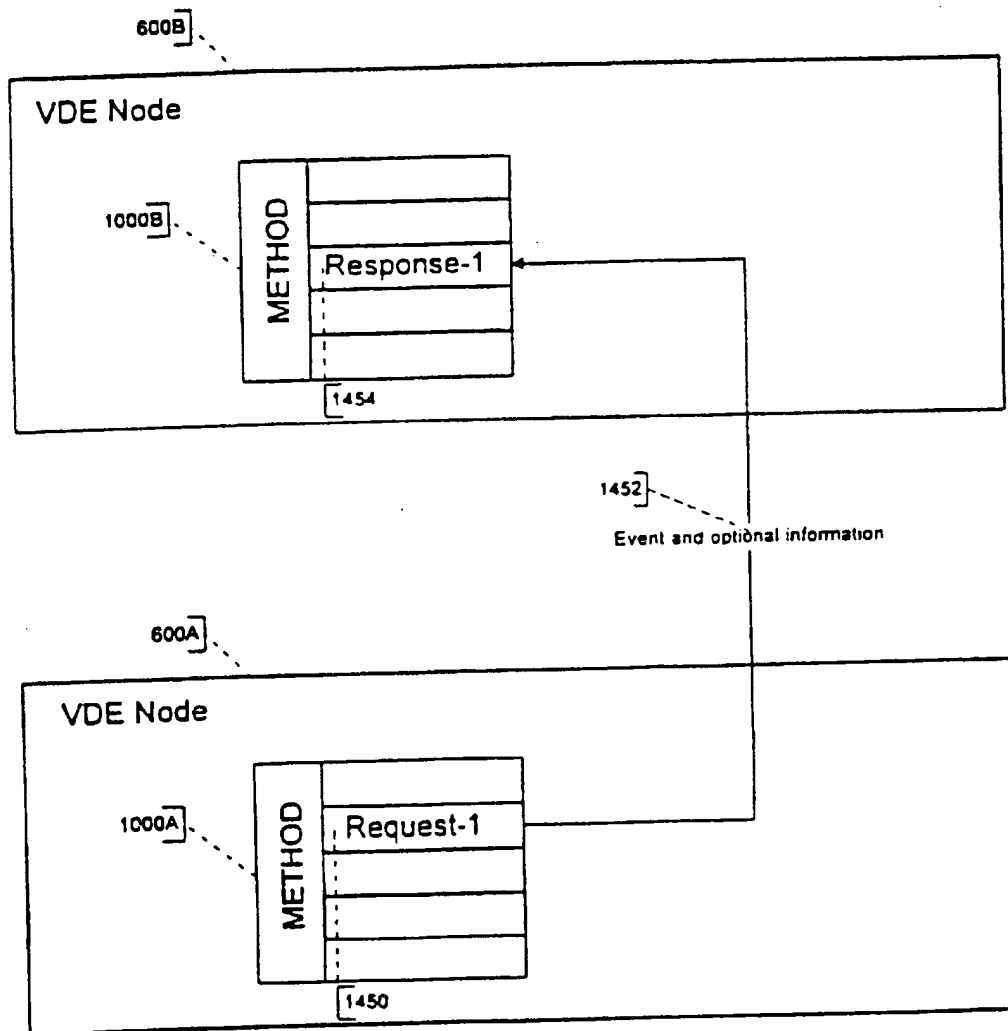 600B
VDE Node
1000B
METHOD
Response-1
1454
1452
Event and optional information
600A
VDE Node
1000A
METHOD
Request-1
1450